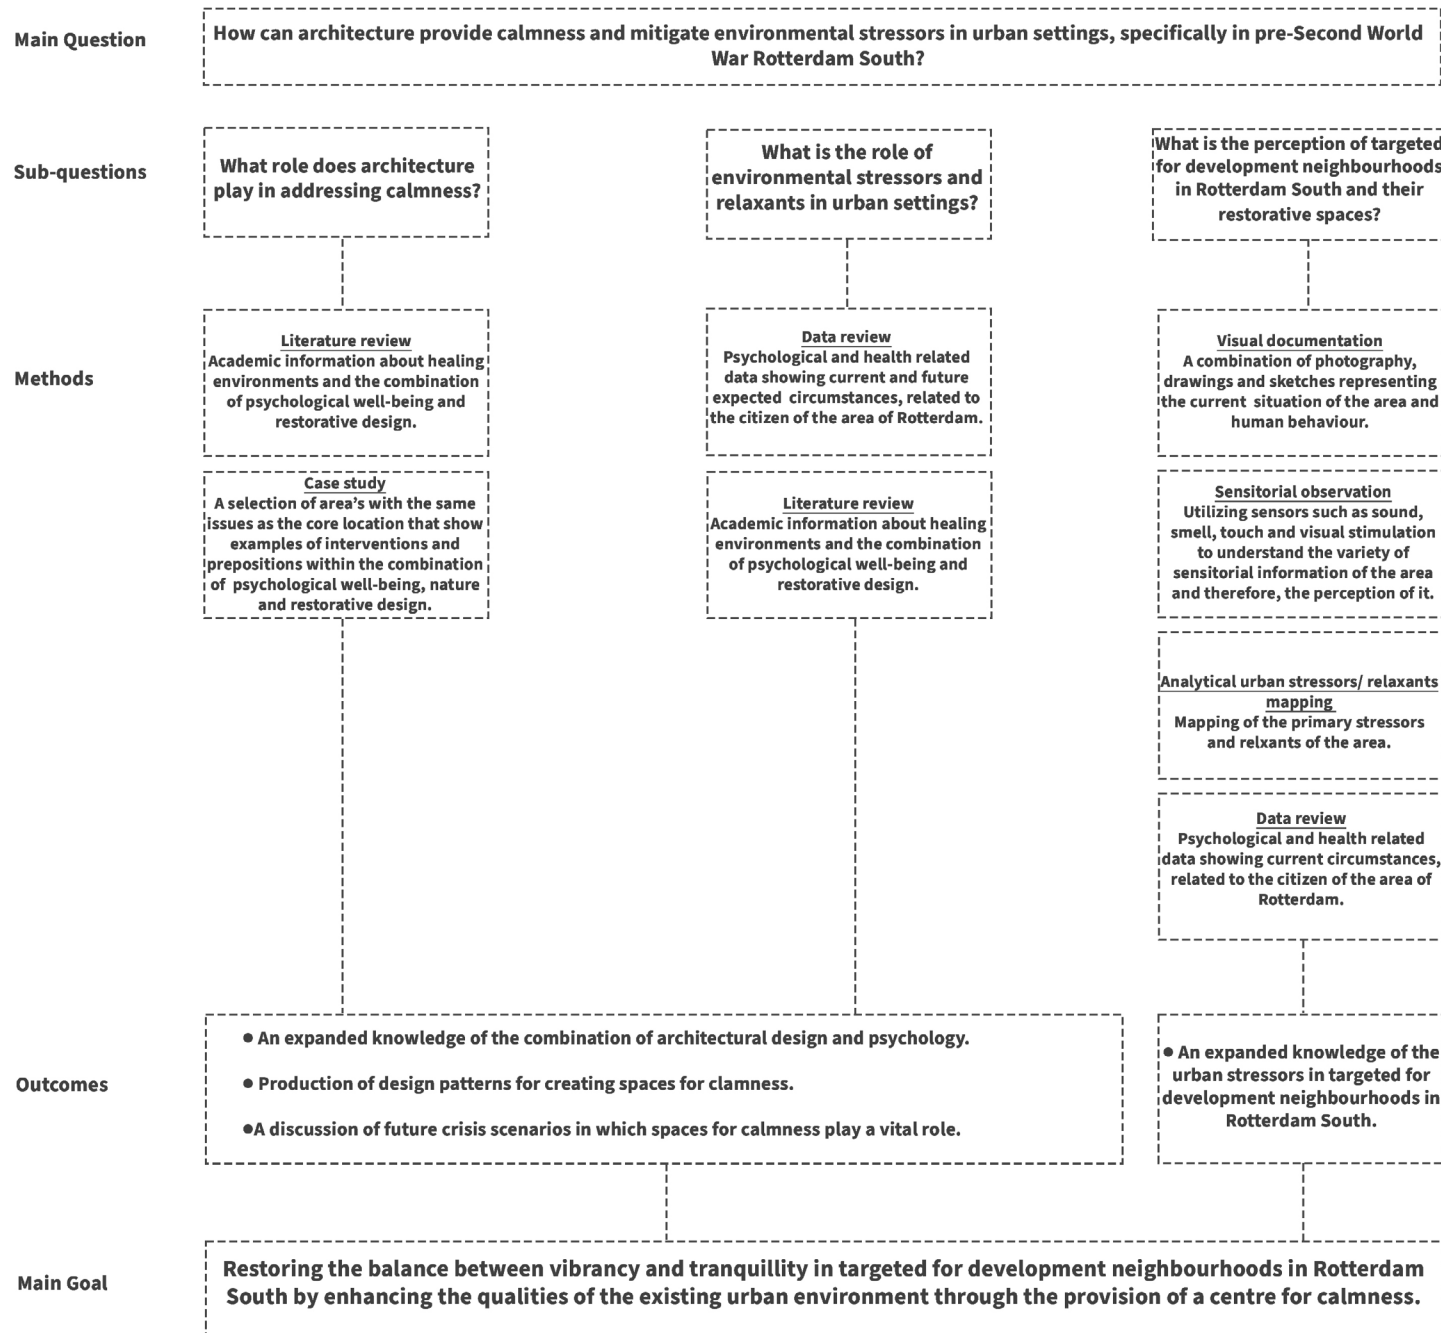 Main Question
How can architecture provide calmness and mitigate environmental stressors in urban settings, specifically in pre-Second World
War Rotterdam South?
Sub-questions
What role does architecture
play in addressing calmness?
What is the role of
environmental stressors and
relaxants in urban settings?
What is the perception of targeted
for development neighbourhoods
in Rotterdam South and their
restorative spaces?
Methods
Literature review
Academic information about healing
environments and the combination
of psychological well-being and
restorative design.
Case study
A selection of area's with the same
issues as the core location that show
examples of interventions and
prepositions within the combination
of psychological well-being, nature
and restorative design.
Data review
Psychological and health related
data showing current and future
expected circumstances, related to
the citizen of the area of Rotterdam.
Literature review
Academic information about healing
environments and the combination
of psychological well-being and
restorative design.
Visual documentation
A combination of photography,
drawings and sketches representing
the current situation of the area and
human behaviour.
Sensitorial observation
Utilizing sensors such as sound,
smell, touch and visual stimulation
to understand the variety of
sensitorial information of the area
and therefore, the perception of it.
Analytical urban stressors/ relaxants
mapping
Mapping of the primary stressors
and relxants of the area.
Data review
Psychological and health related
data showing current circumstances,
related to the citizen of the area of
Rotterdam.
Outcomes
● An expanded knowledge of the combination of architectural design and psychology.
● Production of design patterns for creating spaces for clamness.
●A discussion of future crisis scenarios in which spaces for calmness play a vital role.
● An expanded knowledge of the
urban stressors in targeted for
development neighbourhoods in
Rotterdam South.
Main Goal
Restoring the balance between vibrancy and tranquillity in targeted for development neighbourhoods in Rotterdam
South by enhancing the qualities of the existing urban environment through the provision of a centre for calmness.